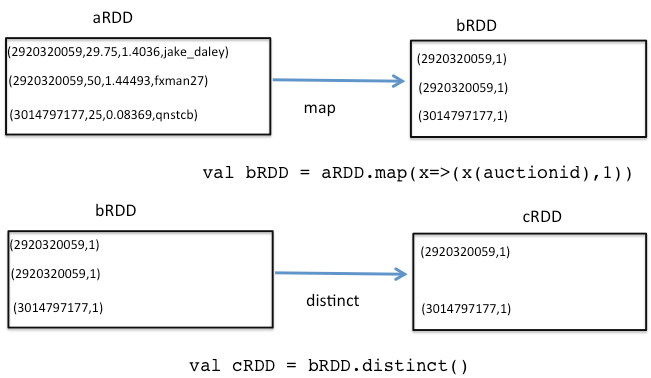 aRDD
bRDD
(2920320059,29.75,1.4036,jake_daley)
(2920320059,50,1.44493,fxman27)
(3014797177,25,0.08369,qnstcb)
map
(2920320059,1)
(2920320059,1)
(3014797177,1)
val bRDD = aRDD.map(x=>(x(auctionid),1))
bRDD
cRDD
(2920320059,1)
(2920320059,1)
(3014797177,1)
distinct
(2920320059,1)
(3014797177,1)
val cRDD = bRDD.distinct()